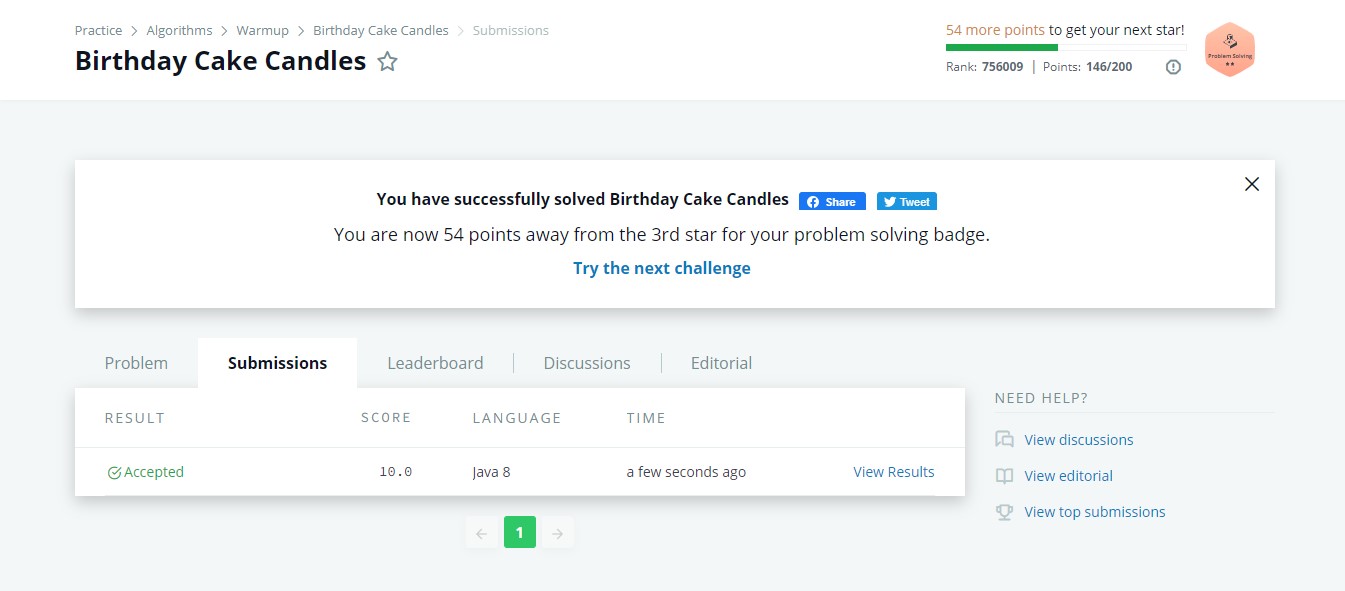 Practice > Algorithms > Warmup > Birthday Cake Candles > Submissions
Birthday Cake Candles
54 more points to get your next star!
Rank: 756009 | Points: 146/200
Problem Solving
You have successfully solved Birthday Cake Candles Share Tweet
You are now 54 points away from the 3rd star for your problem solving badge.
Try the next challenge
Problem Submissions Leaderboard Discussions Editorial
RESULT SCORE LANGUAGE TIME
Accepted 10.0 Java 8 a few seconds ago View Results
1
NEED HELP?
View discussions
View editorial
View top submissions